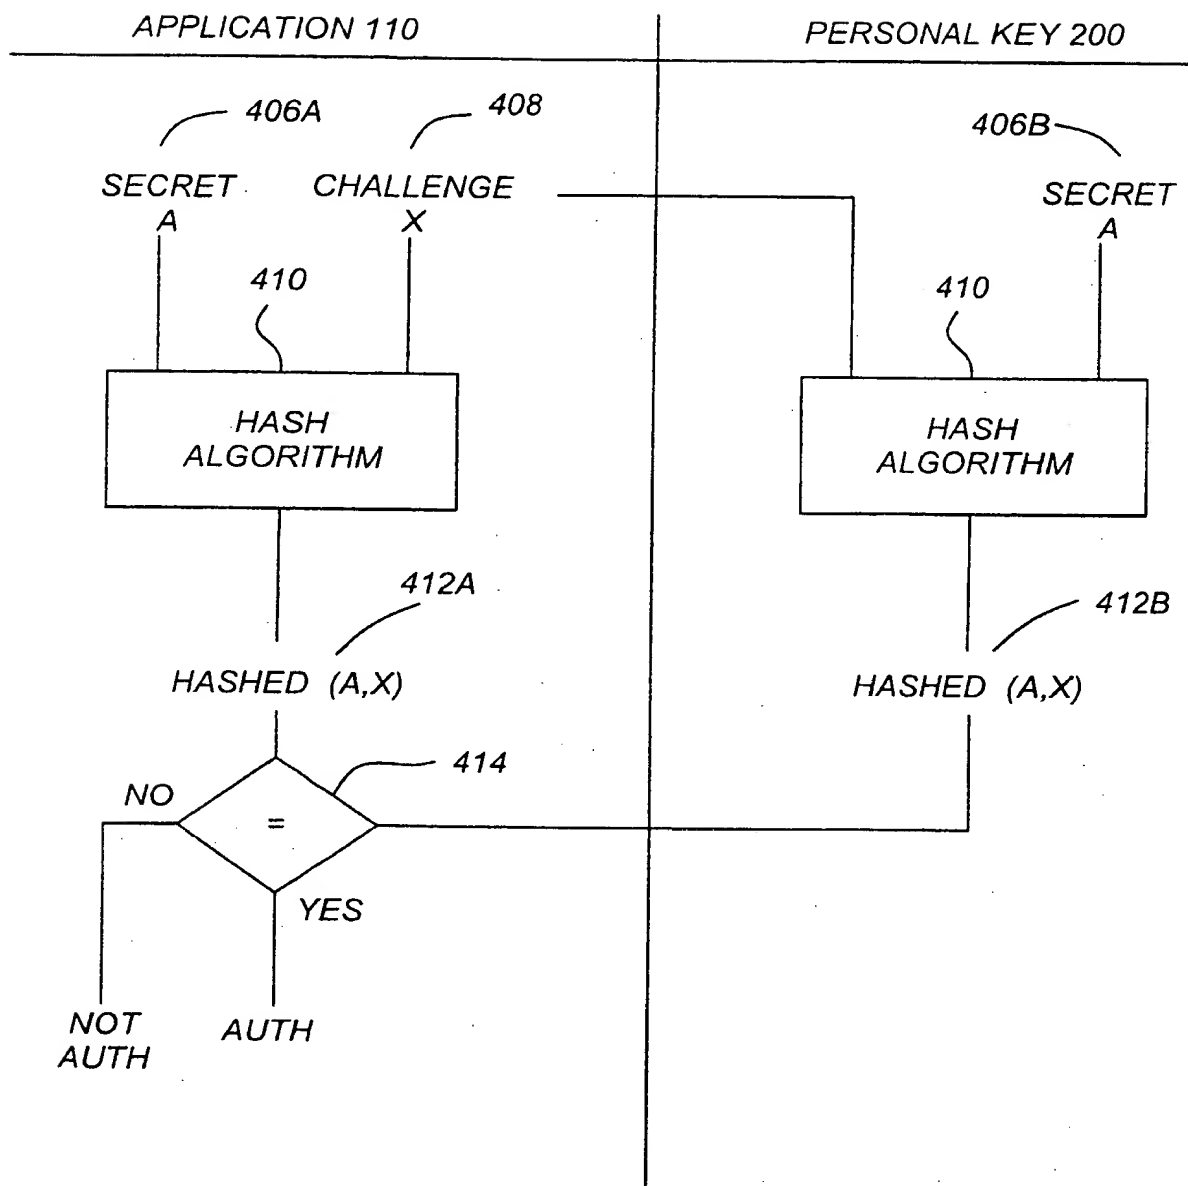 APPLICATION 110
PERSONAL KEY 200
406A
408
406B
SECRET
A
CHALLENGE
X
SECRET
A
410
410
HASH
ALGORITHM
HASH
ALGORITHM
412A
412B
HASHED (A,X)
HASHED (A,X)
414
NO
=
YES
NOT
AUTH
AUTH